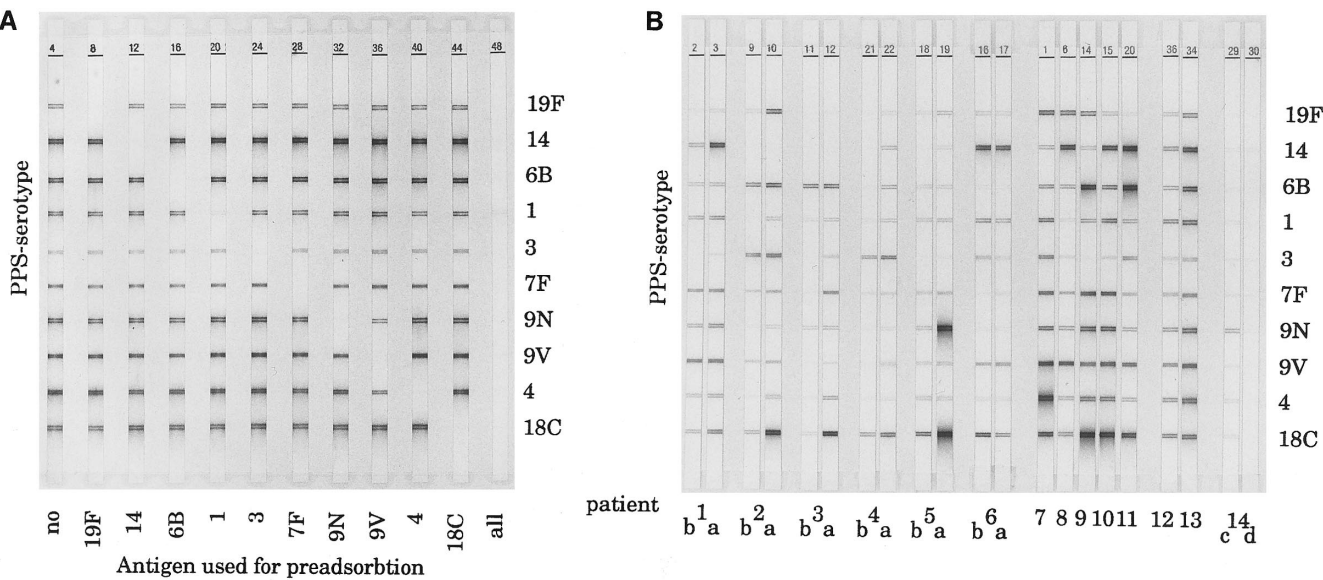 A
4 8 12 16 20 24 28 32 36 40 44 48
PPS-serotype
19F
14
6B
1
3
7F
9N
9V
4
18C
no 19F 14 6B 1 3 7F 9N 9V 4 18C all
Antigen used for preadsorbtion
B
2 3 9 10 11 12 21 22 18 19 16 17 1 6 14 15 20 36 34 29 30
PPS-serotype
19F
14
6B
1
3
7F
9N
9V
4
18C
patient 1 2 3 4 5 6 7 8 9 10 11 12 13 14
b a b a b a b a b a b a c d